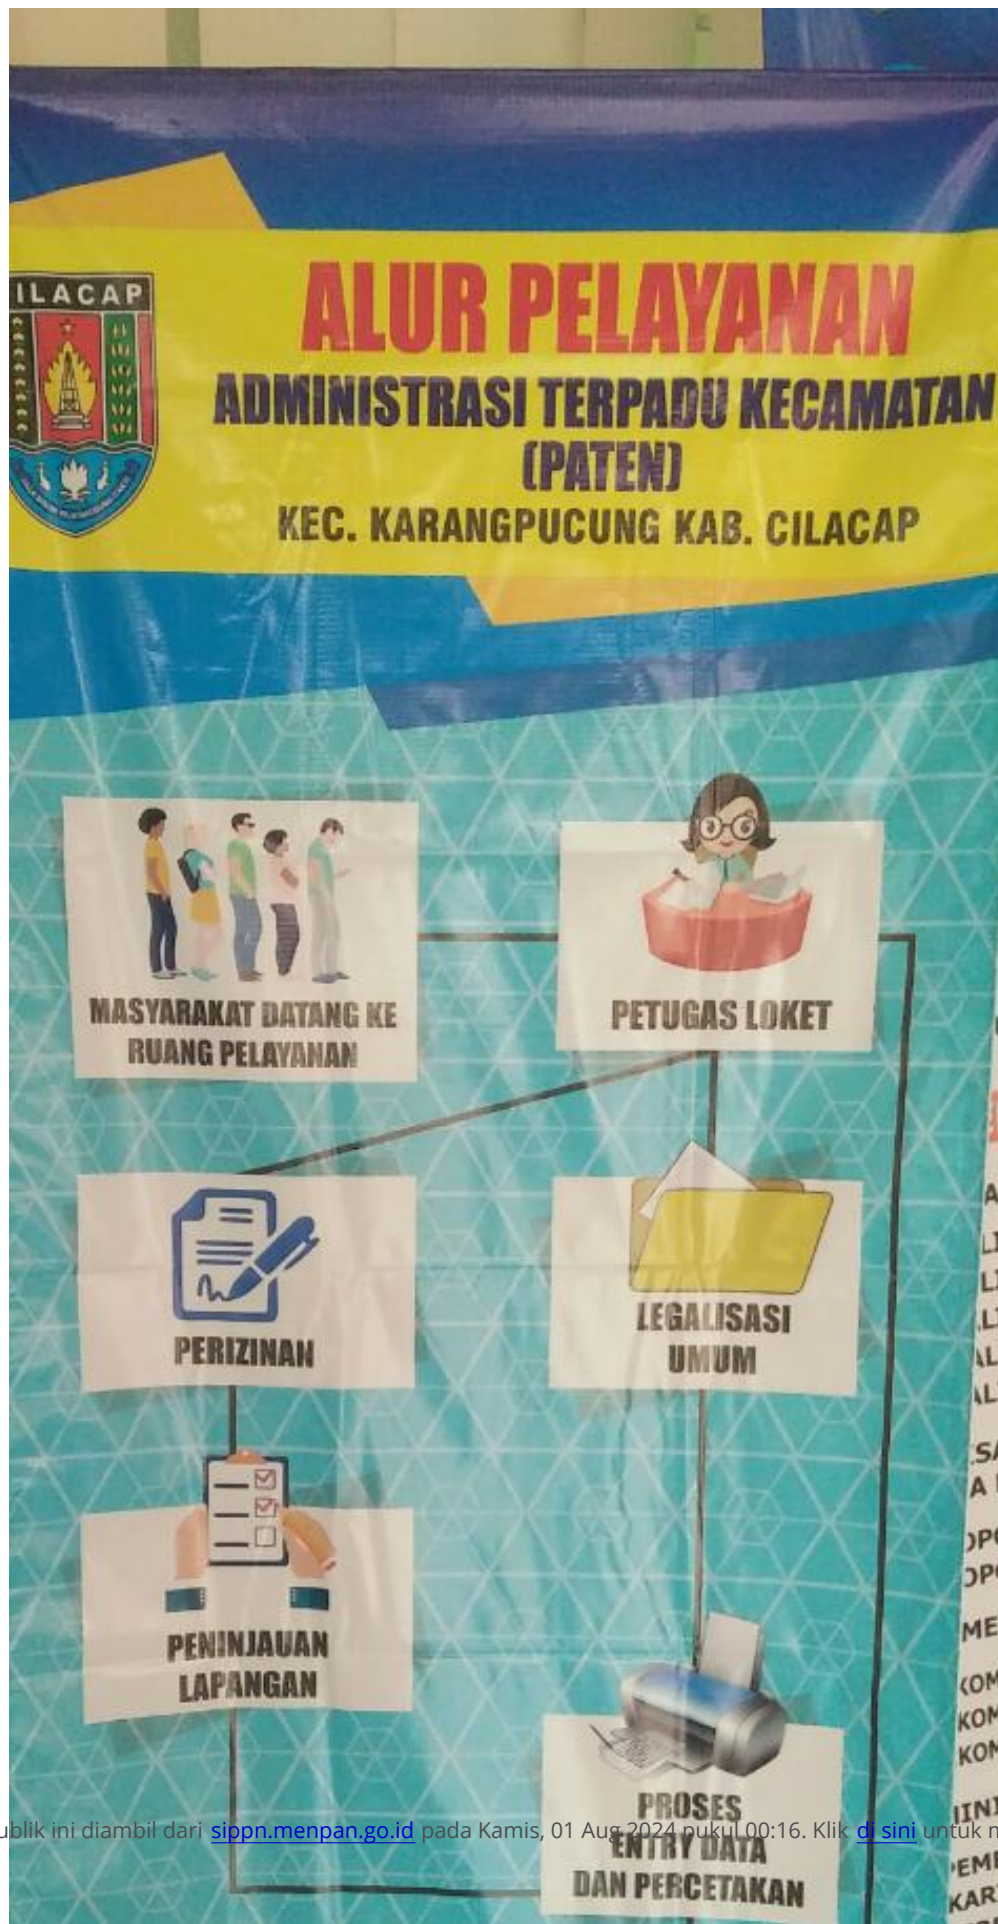 ILACAP
ALUR PELAYANAN
ADMINISTRASI TERPADU KECAMATAN
(PATEN)
KEC. KARANGPUCUNG KAB. CILACAP
MASYARAKAT DATANG KE
RUANG PELAYANAN
PETUGAS LOKET
PERIZINAN
LEGALISASI
UMUM
PENINJAUAN
LAPANGAN
PROSES
ENTRY DATA
DAN PERCETAKAN
ublik ini diambil dari sippn.menpan.go.id pada Kamis, 01 Aug 2024 pukul 00:16. Klik di sini untuk